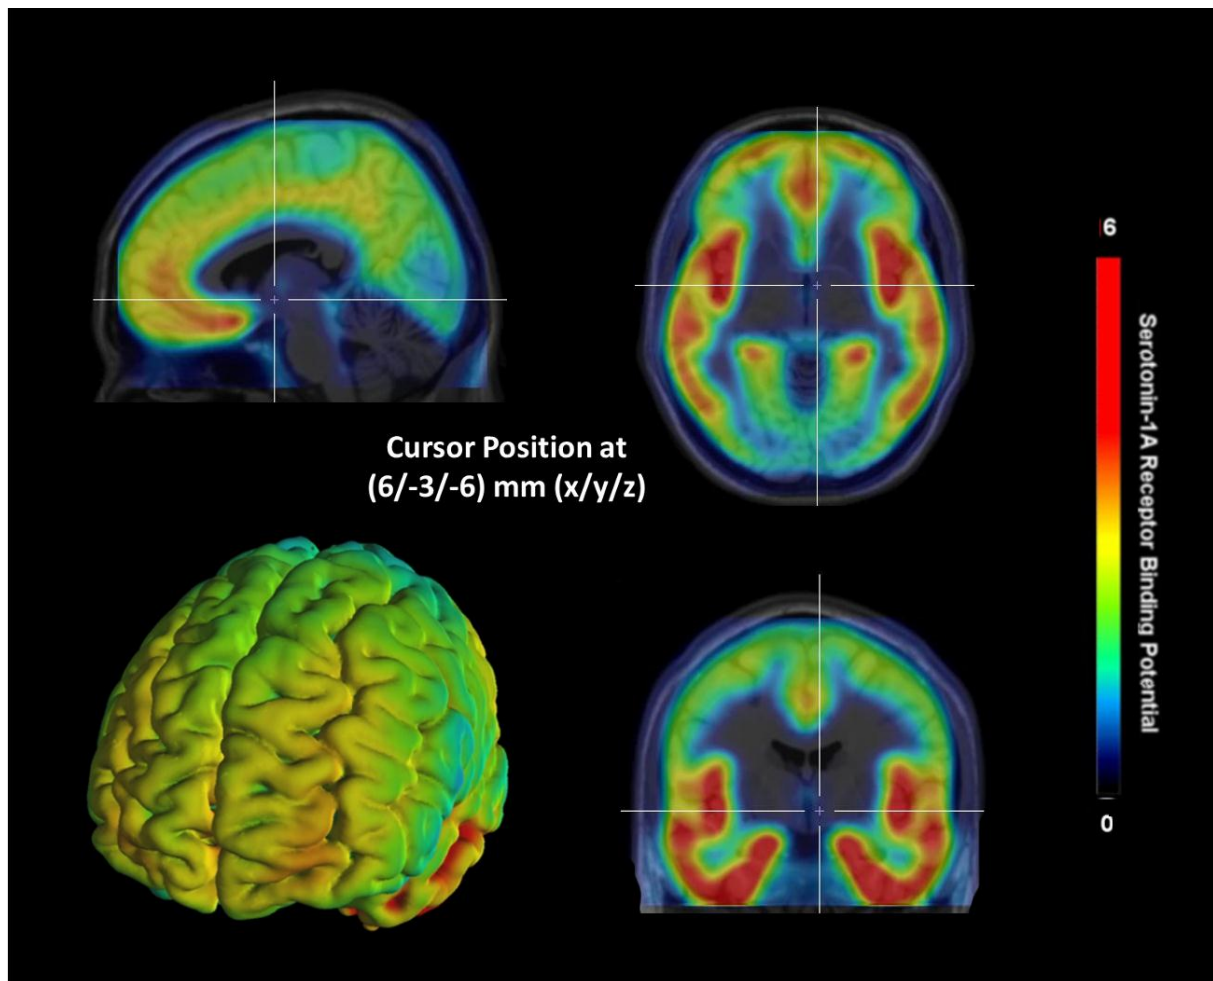 Cursor Position at
(6/-3/-6) mm (x/y/z)
6
Serotonin-1A Receptor Binding Potential
0